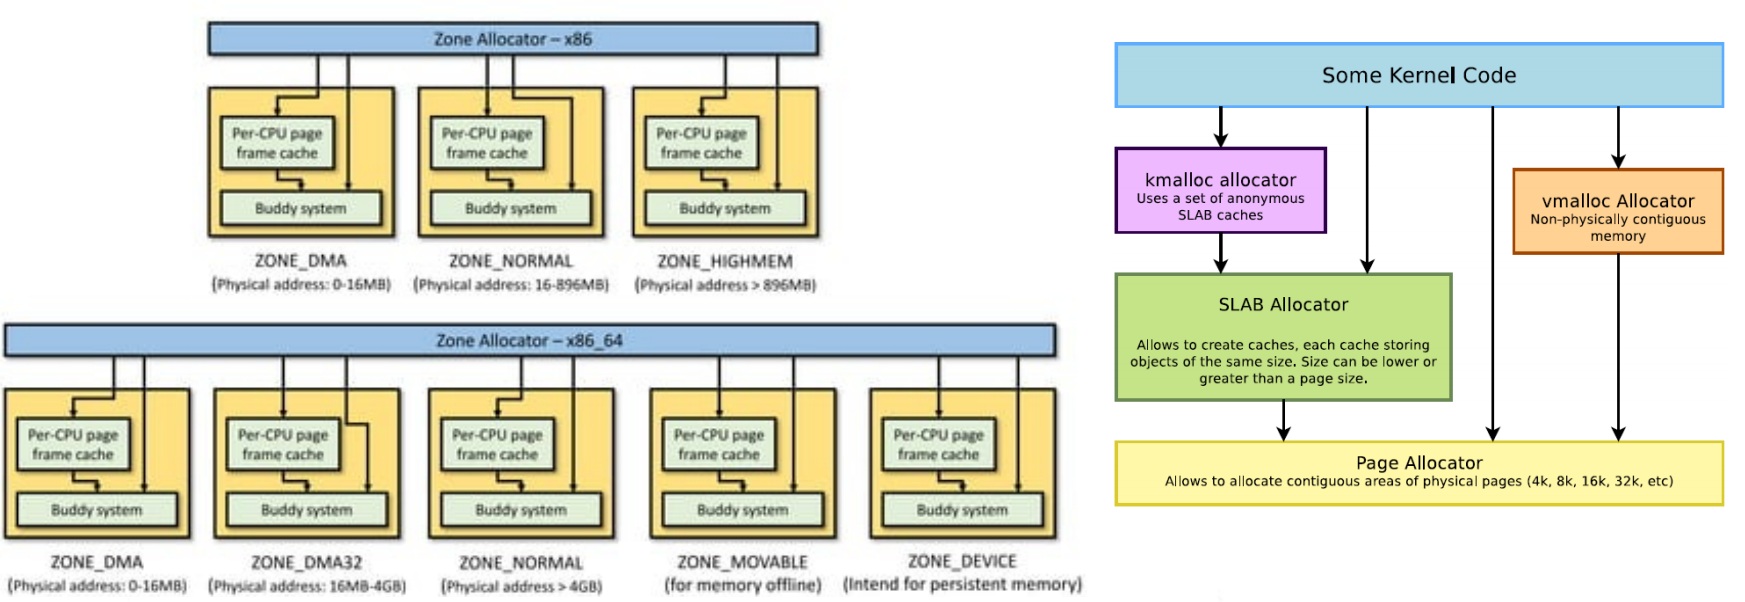 Zone Allocator – x86
Per-CPU page
frame cache
Buddy system
ZONE_DMA
(Physical address: 0-16MB)
Per-CPU page
frame cache
Buddy system
ZONE_NORMAL
(Physical address: 16-896MB)
Per-CPU page
frame cache
Buddy system
ZONE_HIGHMEM
(Physical address > 896MB)
Zone Allocator – x86_64
Per-CPU page
frame cache
Buddy system
ZONE_DMA
(Physical address: 0-16MB)
Per-CPU page
frame cache
Buddy system
ZONE_DMA32
(Physical address: 16MB-4GB)
Per-CPU page
frame cache
Buddy system
ZONE_NORMAL
(Physical address > 4GB)
Per-CPU page
frame cache
Buddy system
ZONE_MOVABLE
(for memory offline)
Per-CPU page
frame cache
Buddy system
ZONE_DEVICE
(Intend for persistent memory)
Some Kernel Code
kmalloc allocator
Uses a set of anonymous
SLAB caches
vmalloc Allocator
Non-physically contiguous
memory
SLAB Allocator
Allows to create caches, each cache storing
objects of the same size. Size can be lower or
greater than a page size.
Page Allocator
Allows to allocate contiguous areas of physical pages (4k, 8k, 16k, 32k, etc)